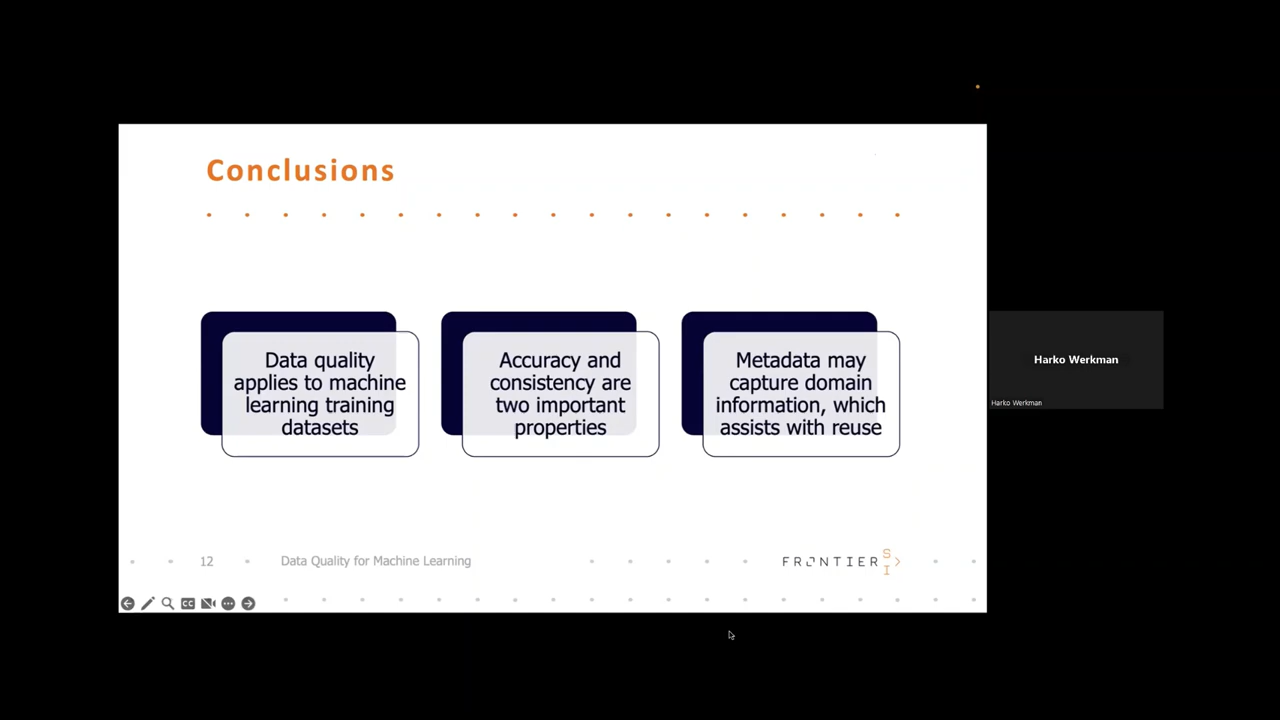 Conclusions
Data quality
applies to machine
learning training
datasets
Accuracy and
consistency are
two important
properties
Metadata may
capture domain
information, which
assists with reuse
Harko Werkman
Harko Werkman
12
Data Quality for Machine Learning
FRONTIER SI
CC